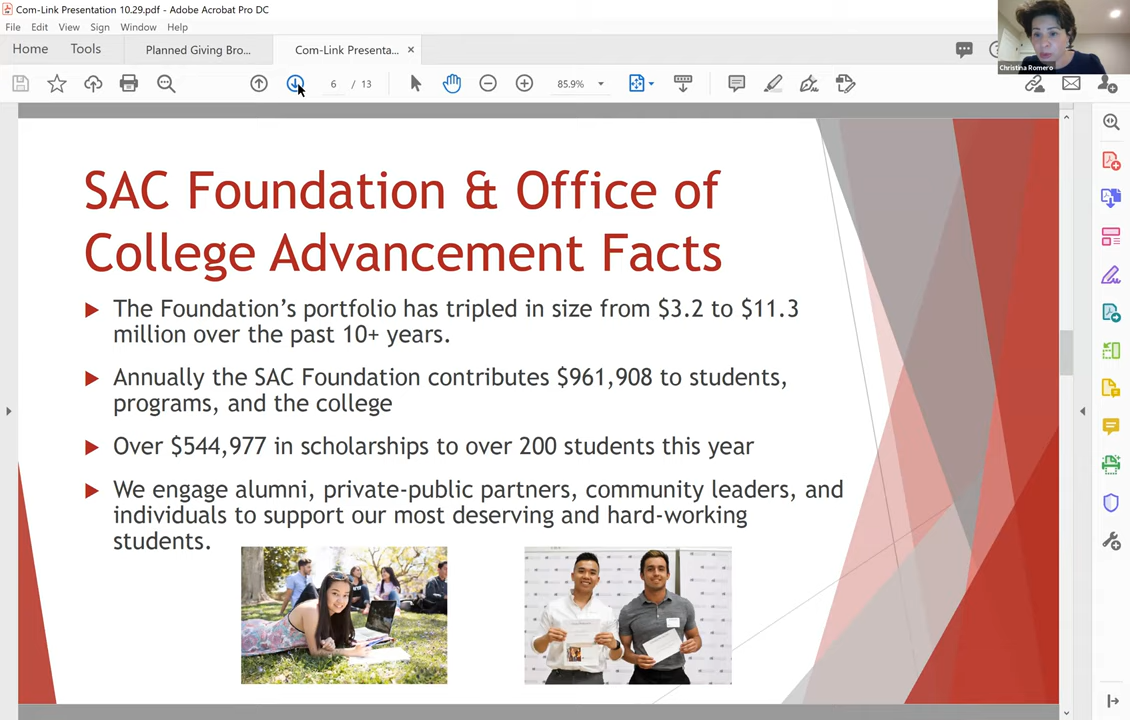 Com-Link Presentation 10.29.pdf - Adobe Acrobat Pro DC
File Edit View Sign Window Help
Home Tools Planned Giving Bro... Com-Link Presenta... ×
6 / 13 85.9%
Christina Romero
SAC Foundation & Office of
College Advancement Facts
The Foundation's portfolio has tripled in size from $3.2 to $11.3
million over the past 10+ years.
Annually the SAC Foundation contributes $961,908 to students,
programs, and the college
Over $544,977 in scholarships to over 200 students this year
We engage alumni, private-public partners, community leaders, and
individuals to support our most deserving and hard-working
students.